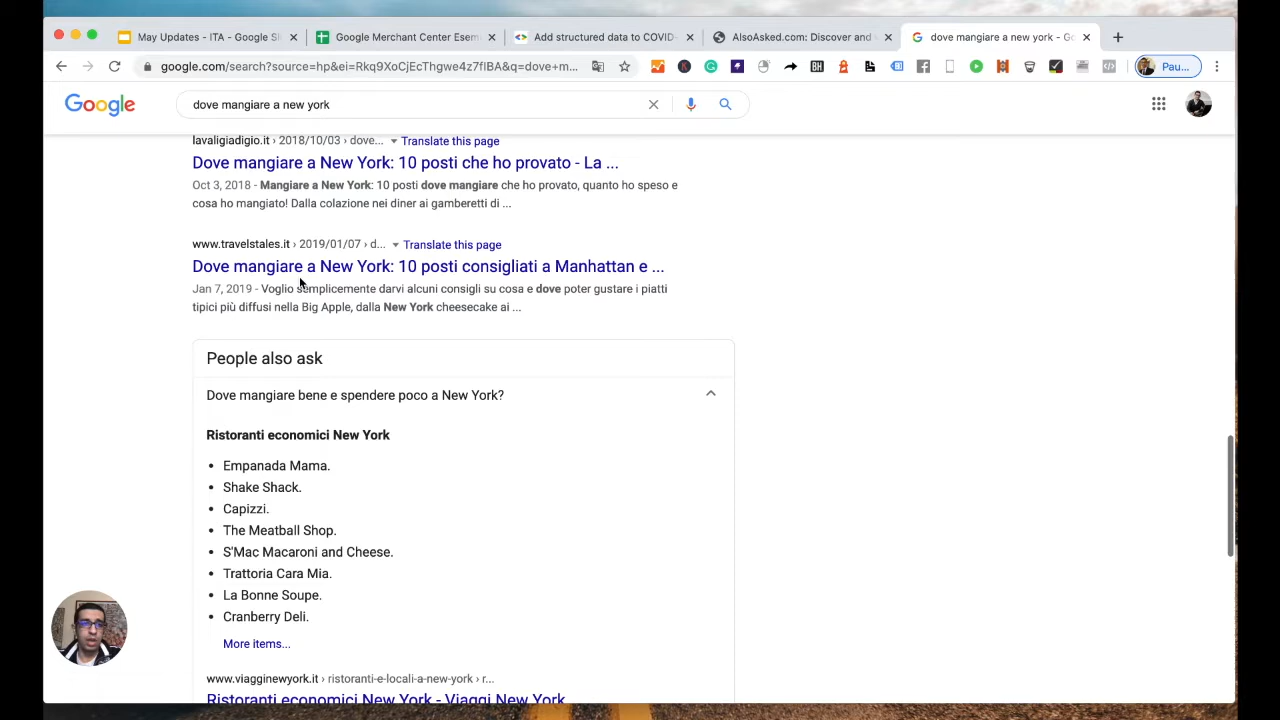 May Updates - ITA - Google Sl
Google Merchant Center Esem
Add structured data to COVID-
AlsoAsked.com: Discover and
dove mangiare a new york - Go
google.com/search?source=hp&ei=Rkq9XoCjEcThgwe4z7fIBA&q=dove+m...
Pau...
Google
dove mangiare a new york
lavaligiadigio.it › 2018/10/03 › dove... Translate this page
Dove mangiare a New York: 10 posti che ho provato - La ...
Oct 3, 2018 - Mangiare a New York: 10 posti dove mangiare che ho provato, quanto ho speso e
cosa ho mangiato! Dalla colazione nei diner ai gamberetti di ...
www.travelstales.it › 2019/01/07 › d... Translate this page
Dove mangiare a New York: 10 posti consigliati a Manhattan e ...
Jan 7, 2019 - Voglio semplicemente darvi alcuni consigli su cosa e dove poter gustare i piatti
tipici più diffusi nella Big Apple, dalla New York cheesecake ai ...
People also ask
Dove mangiare bene e spendere poco a New York?
Ristoranti economici New York
• Empanada Mama.
• Shake Shack.
• Capizzi.
• The Meatball Shop.
• S'Mac Macaroni and Cheese.
• Trattoria Cara Mia.
• La Bonne Soupe.
• Cranberry Deli.
More items...
www.viagginewyork.it › ristoranti-e-locali-a-new-york › r...
Ristoranti economici New York - Viaggi New York